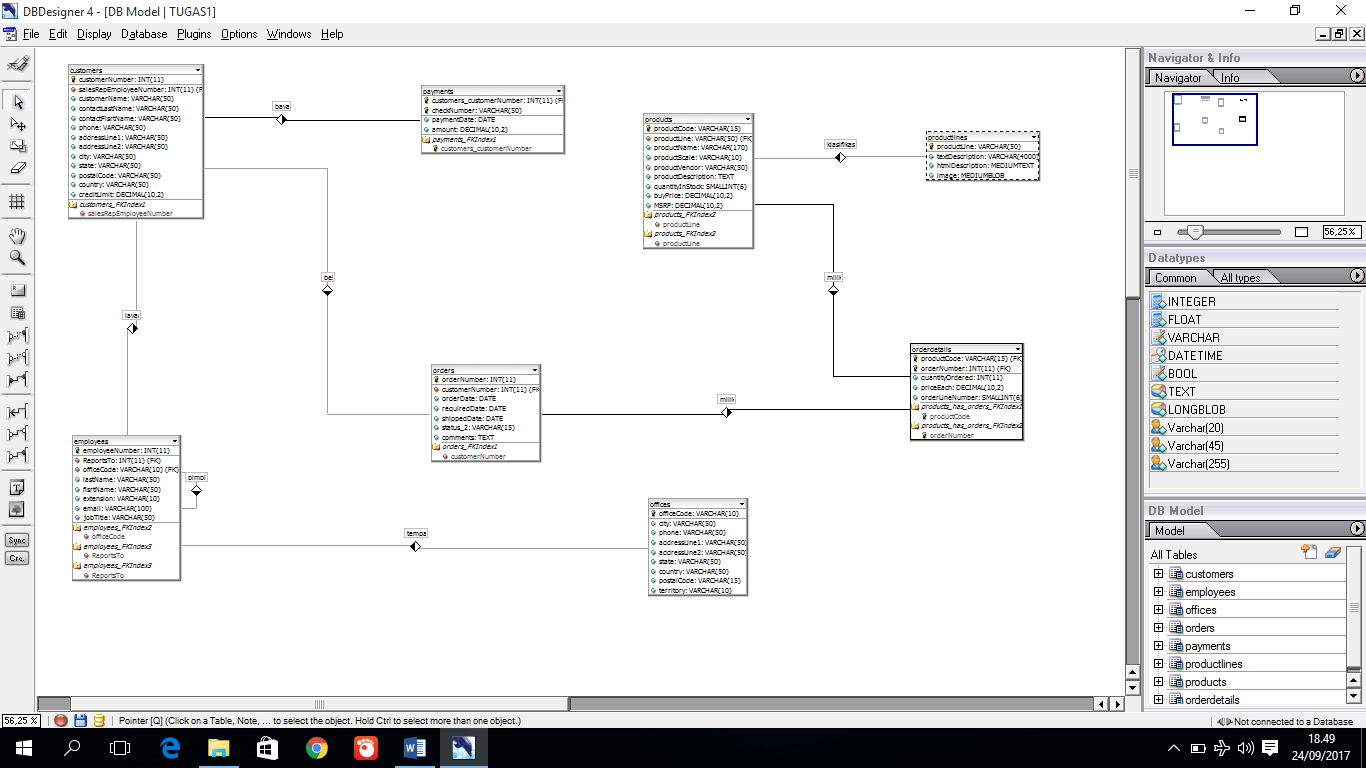 DBDesigner 4 - [DB Model | TUGAS1]
File Edit Display Database Plugins Options Windows Help
customers
customerNumber: INT(11)
salesRepEmployeeNumber: INT(11) (F
customerName: VARCHAR(50)
contactLastName: VARCHAR(50)
contactFisrtName: VARCHAR(50)
phone: VARCHAR(50)
addressLine1: VARCHAR(50)
addressLine2: VARCHAR(50)
city: VARCHAR(50)
state: VARCHAR(50)
postalCode: VARCHAR(50)
country: VARCHAR(50)
creditLimit: DECIMAL(10,2)
customers_FKIndex1
salesRepEmployeeNumber
baya
payments
customers_customerNumber: INT(11) (F
checkNumber: VARCHAR(50)
paymentDate: DATE
amount: DECIMAL(10,2)
payments_FKIndex1
customers_customerNumber
products
productCode: VARCHAR(15)
productLine: VARCHAR(50) (FK
productName: VARCHAR(170)
productScale: VARCHAR(10)
productVendor: VARCHAR(50)
productDescription: TEXT
quantityInStock: SMALLINT(6)
buyPrice: DECIMAL(10,2)
MSRP: DECIMAL(10,2)
products_FKIndex2
productLine
products_FKIndex2
productLine
klasifikas
productlines
productLine: VARCHAR(50)
textDescription: VARCHAR(4000)
htmlDescription: MEDIUMTEXT
image: MEDIUMBLOB
bel
milik
orders
orderNumber: INT(11)
customerNumber: INT(11) (FK
orderDate: DATE
requiredDate: DATE
shippedDate: DATE
status_2: VARCHAR(15)
comments: TEXT
orders_FKIndex1
customerNumber
milik
orderdetails
productCode: VARCHAR(15) (FK)
orderNumber: INT(11) (FK)
quantityOrdered: INT(11)
priceEach: DECIMAL(10,2)
orderLineNumber: SMALLINT(6)
products_has_orders_FKIndex1
productCode
products_has_orders_FKIndex2
orderNumber
employees
employeeNumber: INT(11)
ReportsTo: INT(11) (FK)
officeCode: VARCHAR(10) (FK)
lastName: VARCHAR(50)
fisrtName: VARCHAR(50)
extension: VARCHAR(10)
email: VARCHAR(100)
jobTitle: VARCHAR(50)
employees_FKIndex2
officeCode
employees_FKIndex3
ReportsTo
employees_FKIndex3
ReportsTo
tempa
offices
officeCode: VARCHAR(10)
city: VARCHAR(50)
phone: VARCHAR(50)
addressLine1: VARCHAR(50)
addressLine2: VARCHAR(50)
state: VARCHAR(50)
country: VARCHAR(50)
postalCode: VARCHAR(15)
territory: VARCHAR(10)
Sync
Navigator & Info
Navigator Info
56,25%
Datatypes
Common All types
INTEGER
FLOAT
VARCHAR
DATETIME
BOOL
TEXT
LONGBLOB
Varchar(20)
Varchar(45)
Varchar(255)
DB Model
Model
All Tables
customers
employees
offices
orders
payments
productlines
products
orderdetails
56,25 % Pointer [Q] (Click on a Table, Note, ... to select the object. Hold Ctrl to select more than one object.)
Not connected to a Database
18.49
24/09/2017